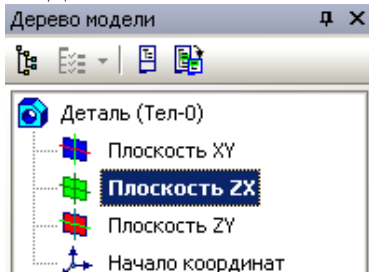 Дерево модели
Деталь (Тел-0)
Плоскость XY
Плоскость ZX
Плоскость ZY
Начало координат